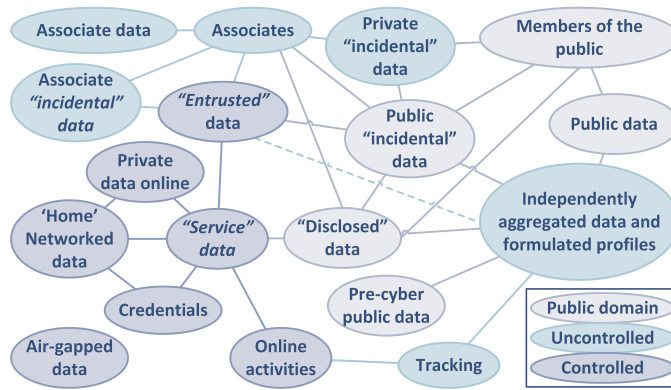 Associate data
Associates
Private
“incidental”
data
Members of the
public
Associate
“incidental”
data
“Entrusted”
data
Public
“incidental”
data
Public data
Private
data online
‘Home’
Networked
data
“Service”
data
“Disclosed”
data
Independently
aggregated data and
formulated profiles
Credentials
Pre-cyber
public data
Air-gapped
data
Online
activities
Tracking
Public domain
Uncontrolled
Controlled